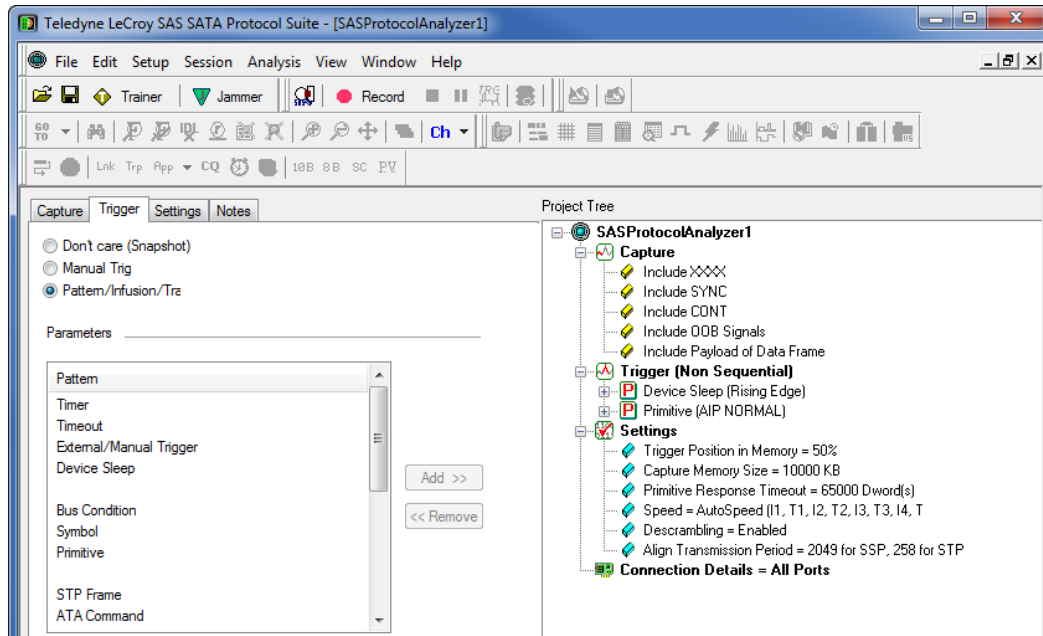 Teledyne LeCroy SAS SATA Protocol Suite - [SASProtocolAnalyzer1]
File Edit Setup Session Analysis View Window Help
Trainer Jammer Record
GO TO Ch
Lnk Trp App CQ 10B 8B SC PV
Capture Trigger Settings Notes
Don't care (Snapshot)
Manual Trig
Pattern/Infusion/Tra
Parameters
Pattern
Timer
Timeout
External/Manual Trigger
Device Sleep
Bus Condition
Symbol
Primitive
STP Frame
ATA Command
Add >>
<< Remove
Project Tree
SASProtocolAnalyzer1
Capture
Include XXXX
Include SYNC
Include CONT
Include OOB Signals
Include Payload of Data Frame
Trigger (Non Sequential)
P Device Sleep (Rising Edge)
P Primitive (AIP NORMAL)
Settings
Trigger Position in Memory = 50%
Capture Memory Size = 10000 KB
Primitive Response Timeout = 65000 Dword(s)
Speed = AutoSpeed (I1, T1, I2, T2, I3, T3, I4, T
Descrambling = Enabled
Align Transmission Period = 2049 for SSP, 258 for STP
Connection Details = All Ports